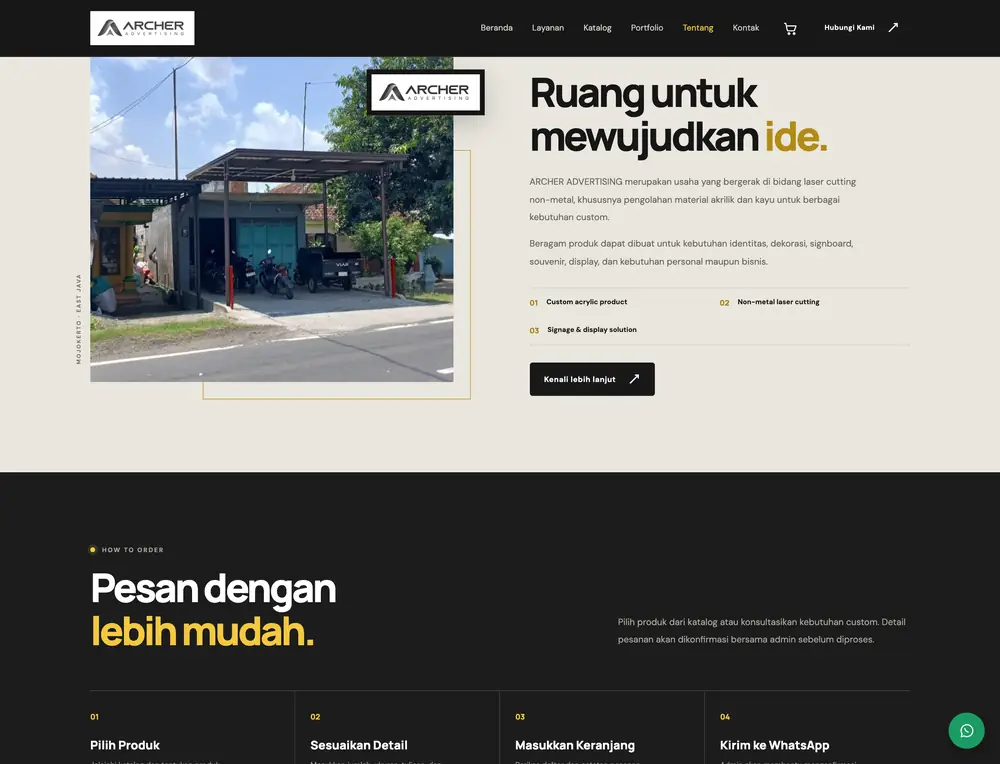 ARCHER
ADVERTISING
Beranda
Layanan
Katalog
Portfolio
Tentang
Kontak
Hubungi Kami
ARCHER
ADVERTISING
VIAR
MOJOKERTO · EAST JAVA
Ruang untuk
mewujudkan ide.
ARCHER ADVERTISING merupakan usaha yang bergerak di bidang laser cutting
non-metal, khususnya pengolahan material akrilik dan kayu untuk berbagai
kebutuhan custom.
Beragam produk dapat dibuat untuk kebutuhan identitas, dekorasi, signboard,
souvenir, display, dan kebutuhan personal maupun bisnis.
01 Custom acrylic product
02 Non-metal laser cutting
03 Signage & display solution
Kenali lebih lanjut
HOW TO ORDER
Pesan dengan
lebih mudah.
Pilih produk dari katalog atau konsultasikan kebutuhan custom. Detail
pesanan akan dikonfirmasi bersama admin sebelum diproses.
01
Pilih Produk
02
Sesuaikan Detail
03
Masukkan Keranjang
04
Kirim ke WhatsApp